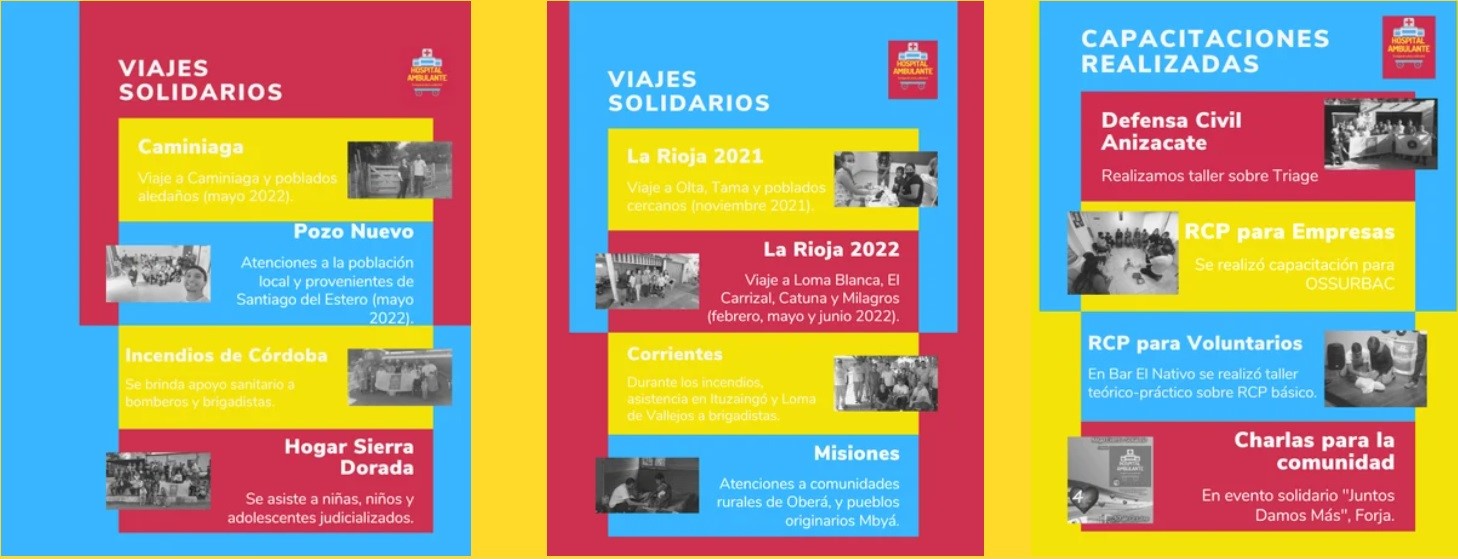 VIAJES
SOLIDARIOS
HOSPITAL
AMBULANTE
Caminiaga
Viaje a Caminiaga y poblados
aledaños (mayo 2022).
Pozo Nuevo
Atenciones a la población
local y provenientes de
Santiago del Estero (mayo
2022).
Incendios de Córdoba
Se brinda apoyo sanitario a
bomberos y brigadistas.
Hogar Sierra
Dorada
Se asiste a niñas, niños y
adolescentes judicializados.
VIAJES
SOLIDARIOS
HOSPITAL
AMBULANTE
La Rioja 2021
Viaje a Olta, Tama y poblados
cercanos (noviembre 2021).
La Rioja 2022
Viaje a Loma Blanca, El
Carrizal, Catuna y Milagros
(febrero, mayo y junio 2022).
Corrientes
Durante los incendios,
asistencia en Ituzaingó y Loma
de Vallejos a brigadistas.
Misiones
Atenciones a comunidades
rurales de Oberá, y pueblos
originarios Mbyá.
CAPACITACIONES
REALIZADAS
HOSPITAL
AMBULANTE
Defensa Civil
Anizacate
Realizamos taller sobre Triage
RCP para Empresas
Se realizó capacitación para
OSSURBAC
RCP para Voluntarios
En Bar El Nativo se realizó taller
teórico-práctico sobre RCP básico.
Charlas para la
comunidad
En evento solidario "Juntos
Damos Más", Forja.
HOSPITAL
AMBULANTE
4